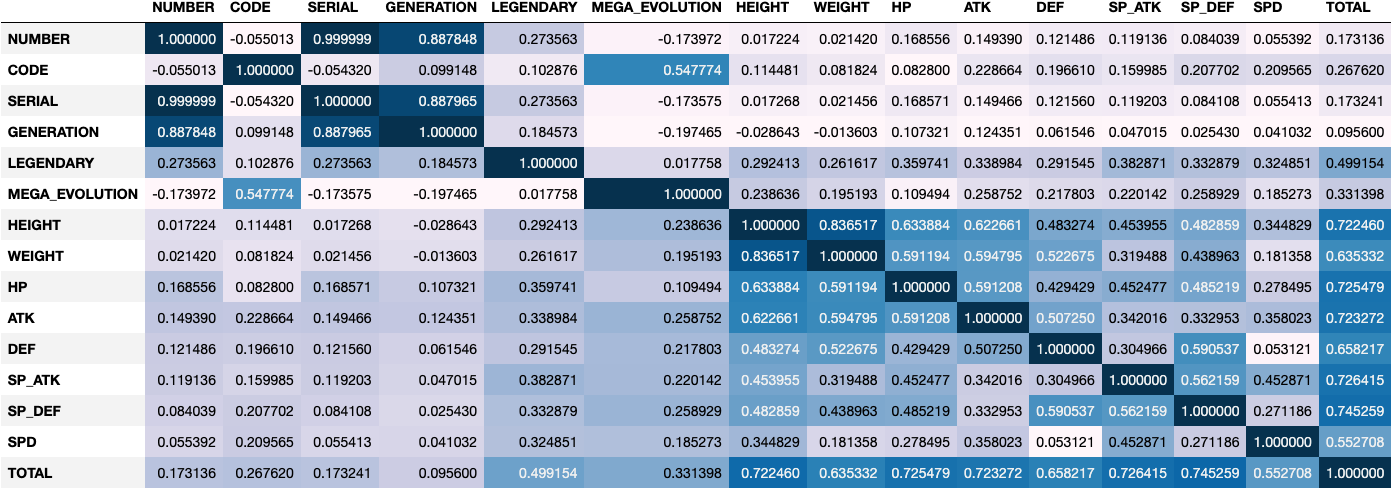 NUMBER CODE SERIAL GENERATION LEGENDARY MEGA_EVOLUTION HEIGHT WEIGHT HP ATK DEF SP_ATK SP_DEF SPD TOTAL
NUMBER 1.000000 -0.055013 0.999999 0.887848 0.273563 -0.173972 0.017224 0.021420 0.168556 0.149390 0.121486 0.119136 0.084039 0.055392 0.173136
CODE -0.055013 1.000000 -0.054320 0.099148 0.102876 0.547774 0.114481 0.081824 0.082800 0.228664 0.196610 0.159985 0.207702 0.209565 0.267620
SERIAL 0.999999 -0.054320 1.000000 0.887965 0.273563 -0.173575 0.017268 0.021456 0.168571 0.149466 0.121560 0.119203 0.084108 0.055413 0.173241
GENERATION 0.887848 0.099148 0.887965 1.000000 0.184573 -0.197465 -0.028643 -0.013603 0.107321 0.124351 0.061546 0.047015 0.025430 0.041032 0.095600
LEGENDARY 0.273563 0.102876 0.273563 0.184573 1.000000 0.017758 0.292413 0.261617 0.359741 0.338984 0.291545 0.382871 0.332879 0.324851 0.499154
MEGA_EVOLUTION -0.173972 0.547774 -0.173575 -0.197465 0.017758 1.000000 0.238636 0.195193 0.109494 0.258752 0.217803 0.220142 0.258929 0.185273 0.331398
HEIGHT 0.017224 0.114481 0.017268 -0.028643 0.292413 0.238636 1.000000 0.836517 0.633884 0.622661 0.483274 0.453955 0.482859 0.344829 0.722460
WEIGHT 0.021420 0.081824 0.021456 -0.013603 0.261617 0.195193 0.836517 1.000000 0.591194 0.594795 0.522675 0.319488 0.438963 0.181358 0.635332
HP 0.168556 0.082800 0.168571 0.107321 0.359741 0.109494 0.633884 0.591194 1.000000 0.591208 0.429429 0.452477 0.485219 0.278495 0.725479
ATK 0.149390 0.228664 0.149466 0.124351 0.338984 0.258752 0.622661 0.594795 0.591208 1.000000 0.507250 0.342016 0.332953 0.358023 0.723272
DEF 0.121486 0.196610 0.121560 0.061546 0.291545 0.217803 0.483274 0.522675 0.429429 0.507250 1.000000 0.304966 0.590537 0.053121 0.658217
SP_ATK 0.119136 0.159985 0.119203 0.047015 0.382871 0.220142 0.453955 0.319488 0.452477 0.342016 0.304966 1.000000 0.562159 0.452871 0.726415
SP_DEF 0.084039 0.207702 0.084108 0.025430 0.332879 0.258929 0.482859 0.438963 0.485219 0.332953 0.590537 0.562159 1.000000 0.271186 0.745259
SPD 0.055392 0.209565 0.055413 0.041032 0.324851 0.185273 0.344829 0.181358 0.278495 0.358023 0.053121 0.452871 0.271186 1.000000 0.552708
TOTAL 0.173136 0.267620 0.173241 0.095600 0.499154 0.331398 0.722460 0.635332 0.725479 0.723272 0.658217 0.726415 0.745259 0.552708 1.000000